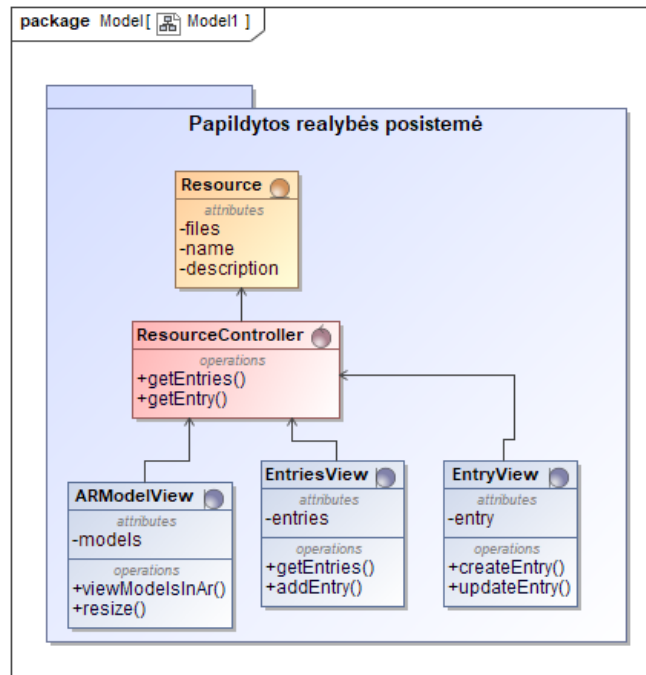 package Model[ Model1 ]
Papildytos realybės posistemė
Resource
attributes
-files
-name
-description
ResourceController
operations
+getEntries()
+getEntry()
ARModelView
attributes
-models
operations
+viewModelsInAr()
+resize()
EntriesView
attributes
-entries
operations
+getEntries()
+addEntry()
EntryView
attributes
-entry
operations
+createEntry()
+updateEntry()